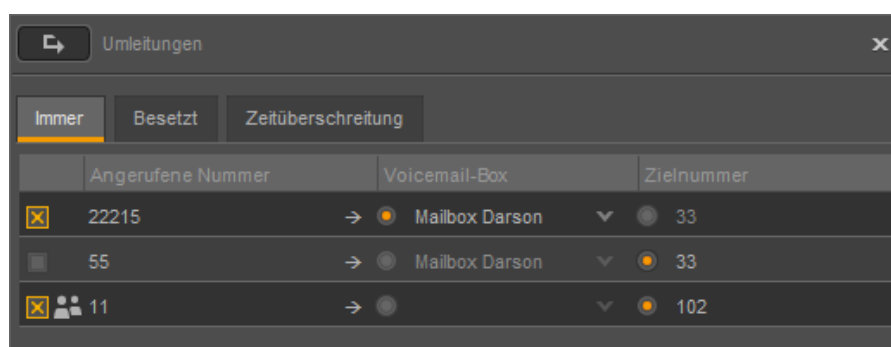 Umleitungen
Immer Besetzt Zeitüberschreitung
Angerufene Nummer Voicemail-Box Zielnummer
22215 → Mailbox Darson 33
55 → Mailbox Darson 33
11 → 102